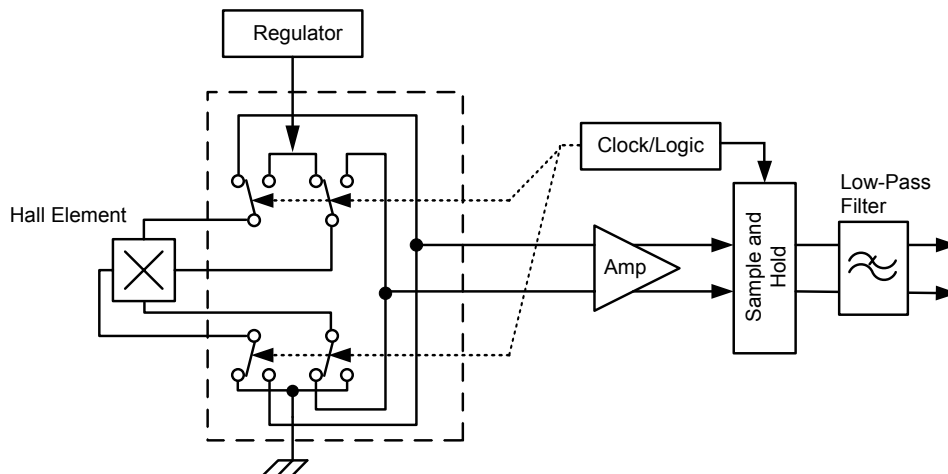 Regulator
Clock/Logic
Hall Element
Low-Pass
Filter
Amp
Sample and
Hold